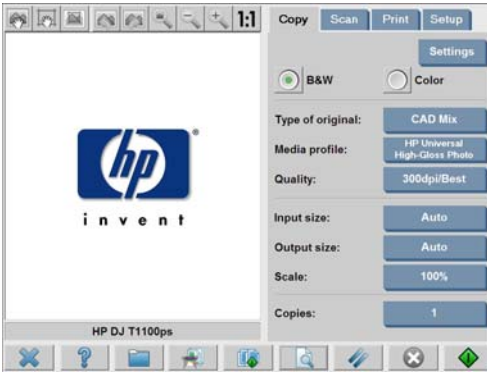 1:1
Copy Scan Print Setup
Settings
B&W Color
Type of original: CAD Mix
Media profile: HP Universal
High-Gloss Photo
Quality: 300dpi/Best
hp
invent
Input size: Auto
Output size: Auto
Scale: 100%
Copies: 1
HP DJ T1100ps
?